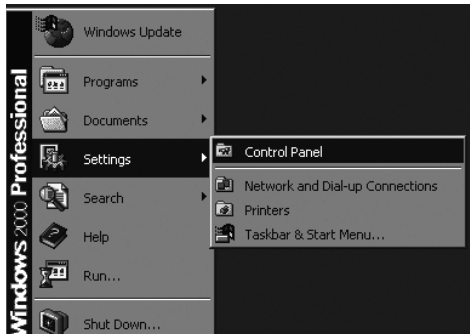 Windows 2000 Professional
Windows Update
Programs
Documents
Settings
Search
Help
Run...
Shut Down...
Control Panel
Network and Dial-up Connections
Printers
Taskbar & Start Menu...